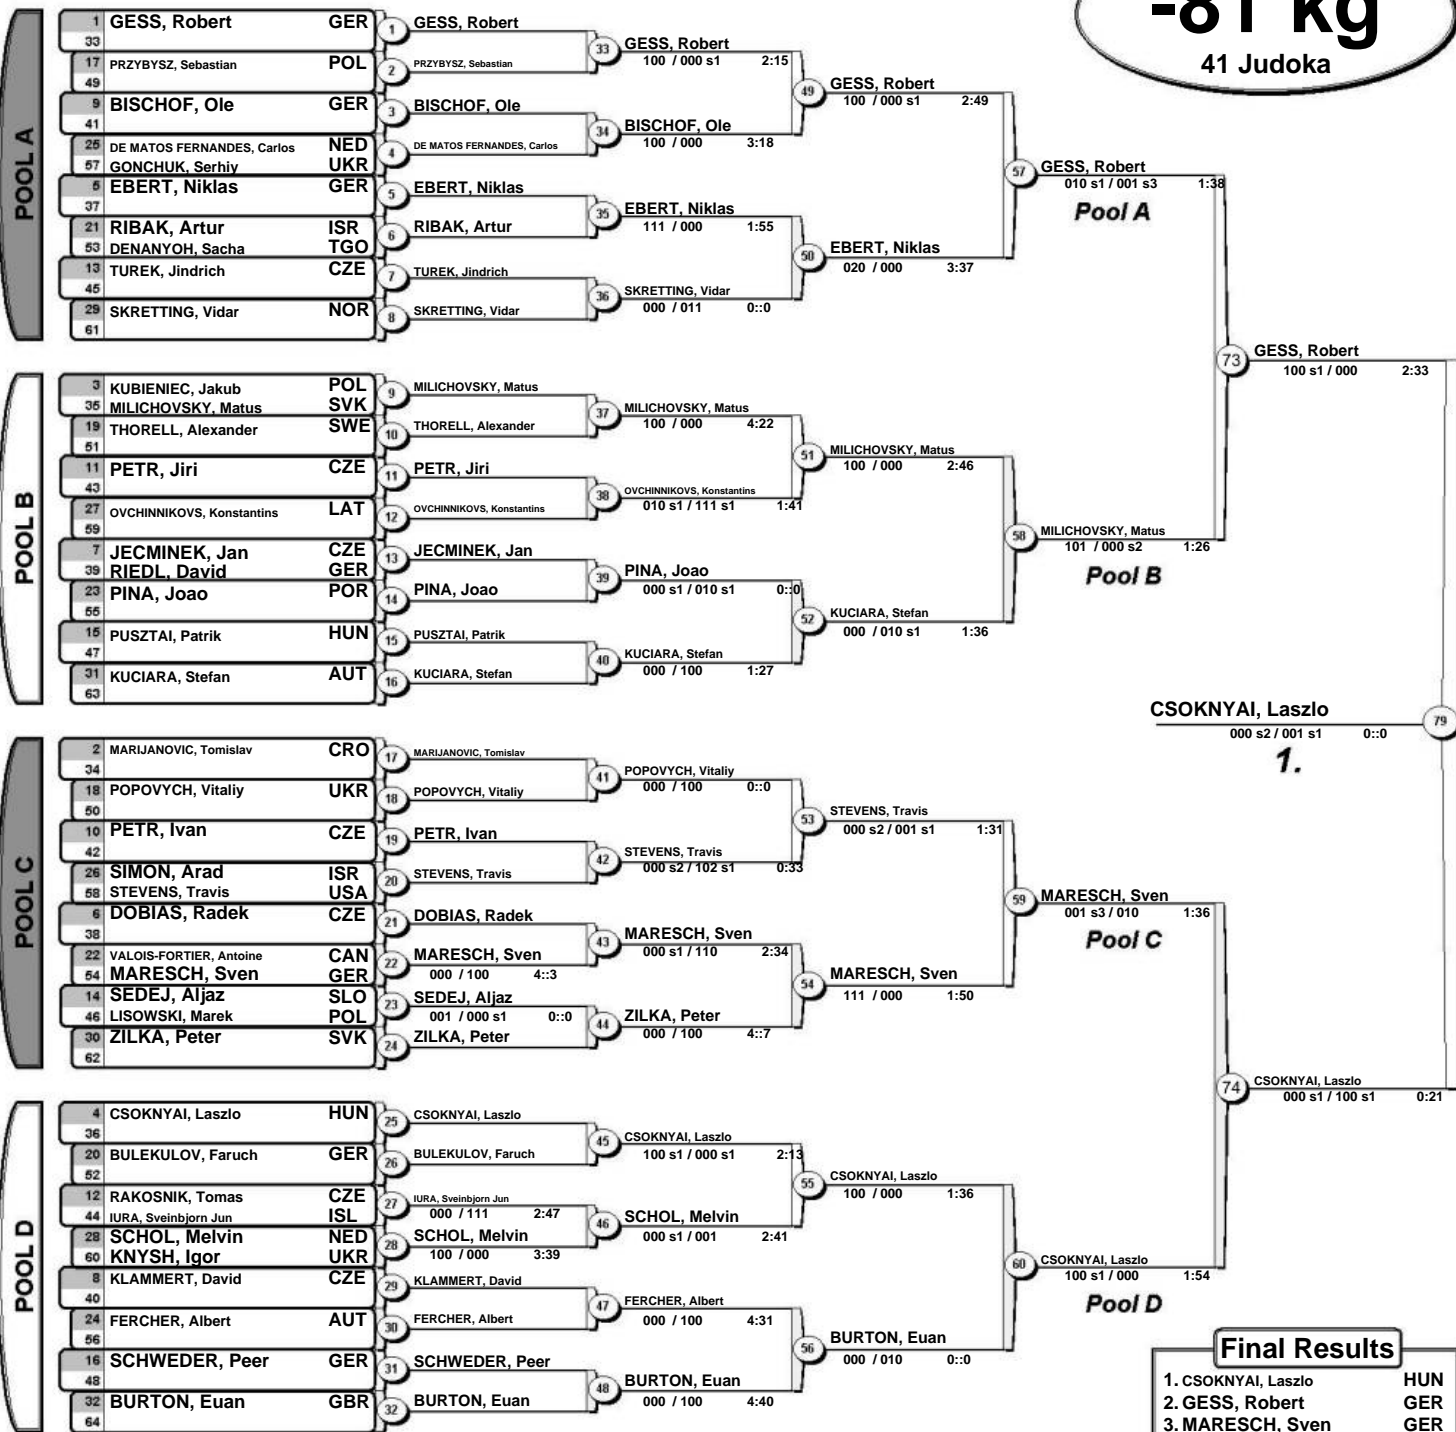 -81 kg
41 Judoka
POOL A
1 GESS, Robert GER
33
17 PRZYBYSZ, Sebastian POL
49
9 BISCHOF, Ole GER
41
25 DE MATOS FERNANDES, Carlos NED
57 GONCHUK, Serhiy UKR
5 EBERT, Niklas GER
37
21 RIBAK, Artur ISR
53 DENANYOH, Sacha TGO
13 TUREK, Jindrich CZE
45
29 SKRETTING, Vidar NOR
61
1 GESS, Robert
2 PRZYBYSZ, Sebastian
3 BISCHOF, Ole
4 DE MATOS FERNANDES, Carlos
5 EBERT, Niklas
6 RIBAK, Artur
7 TUREK, Jindrich
8 SKRETTING, Vidar
33 GESS, Robert
100 / 000 s1 2:15
34 BISCHOF, Ole
100 / 000 3:18
35 EBERT, Niklas
111 / 000 1:55
36 SKRETTING, Vidar
000 / 011 0::0
49 GESS, Robert
100 / 000 s1 2:49
50 EBERT, Niklas
020 / 000 3:37
57 GESS, Robert
010 s1 / 001 s3 1:38
Pool A
POOL B
3 KUBIENIEC, Jakub POL
35 MILICHOVSKY, Matus SVK
19 THORELL, Alexander SWE
51
11 PETR, Jiri CZE
43
27 OVCHINNIKOVS, Konstantins LAT
59
7 JECMINEK, Jan CZE
39 RIEDL, David GER
23 PINA, Joao POR
55
15 PUSZTAI, Patrik HUN
47
31 KUCIARA, Stefan AUT
63
9 MILICHOVSKY, Matus
10 THORELL, Alexander
11 PETR, Jiri
12 OVCHINNIKOVS, Konstantins
13 JECMINEK, Jan
14 PINA, Joao
15 PUSZTAI, Patrik
16 KUCIARA, Stefan
37 MILICHOVSKY, Matus
100 / 000 4:22
38 OVCHINNIKOVS, Konstantins
010 s1 / 111 s1 1:41
39 PINA, Joao
000 s1 / 010 s1 0::0
40 KUCIARA, Stefan
000 / 100 1:27
51 MILICHOVSKY, Matus
100 / 000 2:46
52 KUCIARA, Stefan
000 / 010 s1 1:36
58 MILICHOVSKY, Matus
101 / 000 s2 1:26
Pool B
73 GESS, Robert
100 s1 / 000 2:33
CSOKNYAI, Laszlo 79
000 s2 / 001 s1 0::0
1.
POOL C
2 MARIJANOVIC, Tomislav CRO
34
18 POPOVYCH, Vitaliy UKR
50
10 PETR, Ivan CZE
42
26 SIMON, Arad ISR
58 STEVENS, Travis USA
6 DOBIAS, Radek CZE
38
22 VALOIS-FORTIER, Antoine CAN
54 MARESCH, Sven GER
14 SEDEJ, Aljaz SLO
46 LISOWSKI, Marek POL
30 ZILKA, Peter SVK
62
17 MARIJANOVIC, Tomislav
18 POPOVYCH, Vitaliy
19 PETR, Ivan
20 STEVENS, Travis
21 DOBIAS, Radek
22 MARESCH, Sven
000 / 100 4::3
23 SEDEJ, Aljaz
001 / 000 s1 0::0
24 ZILKA, Peter
41 POPOVYCH, Vitaliy
000 / 100 0::0
42 STEVENS, Travis
000 s2 / 102 s1 0:33
43 MARESCH, Sven
000 s1 / 110 2:34
44 ZILKA, Peter
000 / 100 4::7
53 STEVENS, Travis
000 s2 / 001 s1 1:31
54 MARESCH, Sven
111 / 000 1:50
59 MARESCH, Sven
001 s3 / 010 1:36
Pool C
74 CSOKNYAI, Laszlo
000 s1 / 100 s1 0:21
POOL D
4 CSOKNYAI, Laszlo HUN
36
20 BULEKULOV, Faruch GER
52
12 RAKOSNIK, Tomas CZE
44 IURA, Sveinbjorn Jun ISL
28 SCHOL, Melvin NED
60 KNYSH, Igor UKR
8 KLAMMERT, David CZE
40
24 FERCHER, Albert AUT
56
16 SCHWEDER, Peer GER
48
32 BURTON, Euan GBR
64
25 CSOKNYAI, Laszlo
26 BULEKULOV, Faruch
27 IURA, Sveinbjorn Jun
000 / 111 2:47
28 SCHOL, Melvin
100 / 000 3:39
29 KLAMMERT, David
30 FERCHER, Albert
31 SCHWEDER, Peer
32 BURTON, Euan
45 CSOKNYAI, Laszlo
100 s1 / 000 s1 2:13
46 SCHOL, Melvin
000 s1 / 001 2:41
47 FERCHER, Albert
000 / 100 4:31
48 BURTON, Euan
000 / 100 4:40
55 CSOKNYAI, Laszlo
100 / 000 1:36
56 BURTON, Euan
000 / 010 0::0
60 CSOKNYAI, Laszlo
100 s1 / 000 1:54
Pool D
Final Results
1. CSOKNYAI, Laszlo HUN
2. GESS, Robert GER
3. MARESCH, Sven GER